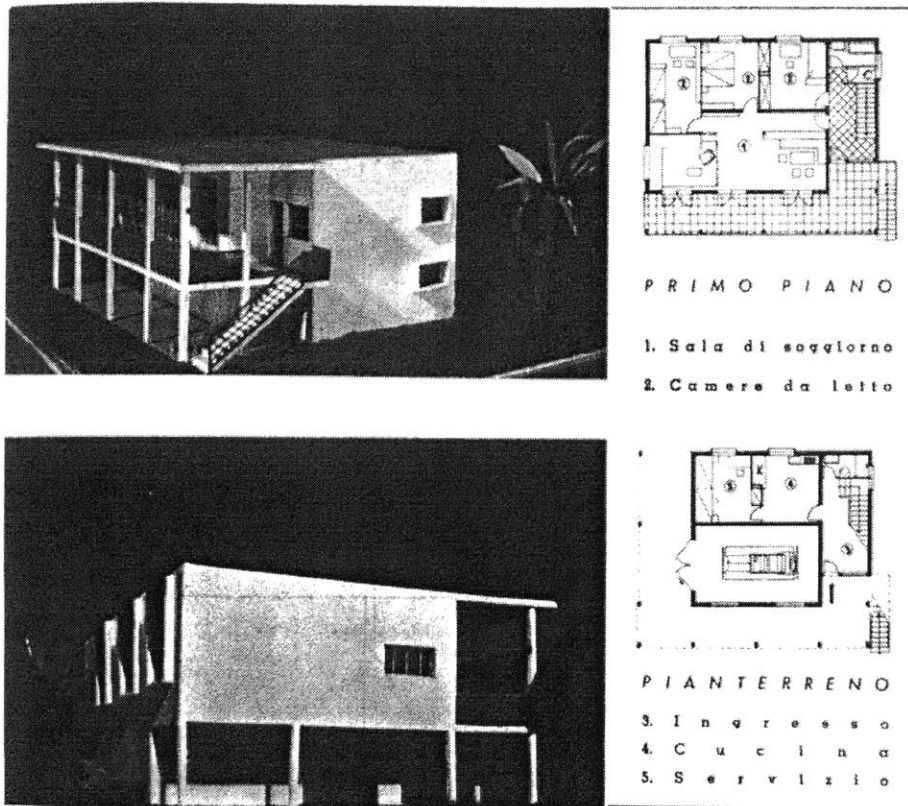 PRIMO PIANO
1. Sala di soggiorno
2. Camere da letto
PIANTERRENO
3. Ingresso
4. Cucina
5. Servizio